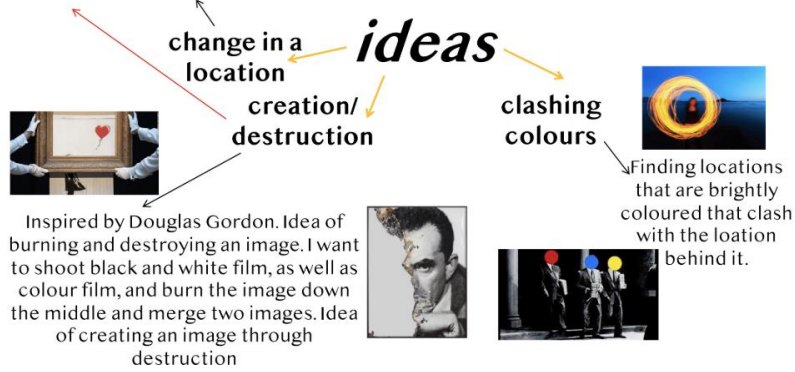 ideas
change in a
location
creation/
destruction
clashing
colours
Finding locations
that are brightly
coloured that clash
with the loation
behind it.
Inspired by Douglas Gordon. Idea of
burning and destroying an image. I want
to shoot black and white film, as well as
colour film, and burn the image down
the middle and merge two images. Idea
of creating an image through
destruction